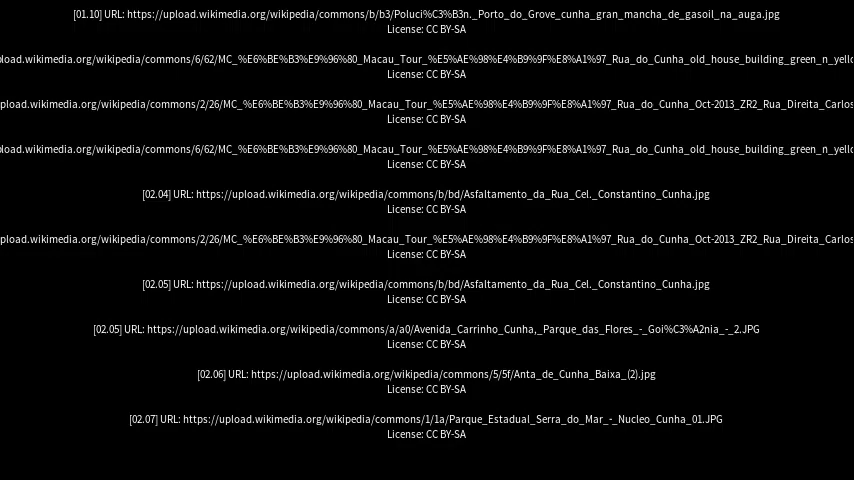 [01.10] URL: https://upload.wikimedia.org/wikipedia/commons/b/b3/Poluci%C3%B3n._Porto_do_Grove_cunha_gran_mancha_de_gasoil_na_auga.jpg
License: CC BY-SA
load.wikimedia.org/wikipedia/commons/6/62/MC_%E6%BE%B3%E9%96%80_Macau_Tour_%E5%AE%98%E4%B9%9F%E8%A1%97_Rua_do_Cunha_old_house_building_green_n_yello
License: CC BY-SA
pload.wikimedia.org/wikipedia/commons/2/26/MC_%E6%BE%B3%E9%96%80_Macau_Tour_%E5%AE%98%E4%B9%9F%E8%A1%97_Rua_do_Cunha_Oct-2013_ZR2_Rua_Direita_Carlos
License: CC BY-SA
load.wikimedia.org/wikipedia/commons/6/62/MC_%E6%BE%B3%E9%96%80_Macau_Tour_%E5%AE%98%E4%B9%9F%E8%A1%97_Rua_do_Cunha_old_house_building_green_n_yello
License: CC BY-SA
[02.04] URL: https://upload.wikimedia.org/wikipedia/commons/b/bd/Asfaltamento_da_Rua_Cel._Constantino_Cunha.jpg
License: CC BY-SA
pload.wikimedia.org/wikipedia/commons/2/26/MC_%E6%BE%B3%E9%96%80_Macau_Tour_%E5%AE%98%E4%B9%9F%E8%A1%97_Rua_do_Cunha_Oct-2013_ZR2_Rua_Direita_Carlos
License: CC BY-SA
[02.05] URL: https://upload.wikimedia.org/wikipedia/commons/b/bd/Asfaltamento_da_Rua_Cel._Constantino_Cunha.jpg
License: CC BY-SA
[02.05] URL: https://upload.wikimedia.org/wikipedia/commons/a/a0/Avenida_Carrinho_Cunha,_Parque_das_Flores_-_Goi%C3%A2nia_-_2.JPG
License: CC BY-SA
[02.06] URL: https://upload.wikimedia.org/wikipedia/commons/5/5f/Anta_de_Cunha_Baixa_(2).jpg
License: CC BY-SA
[02.07] URL: https://upload.wikimedia.org/wikipedia/commons/1/1a/Parque_Estadual_Serra_do_Mar_-_Nucleo_Cunha_01.JPG
License: CC BY-SA